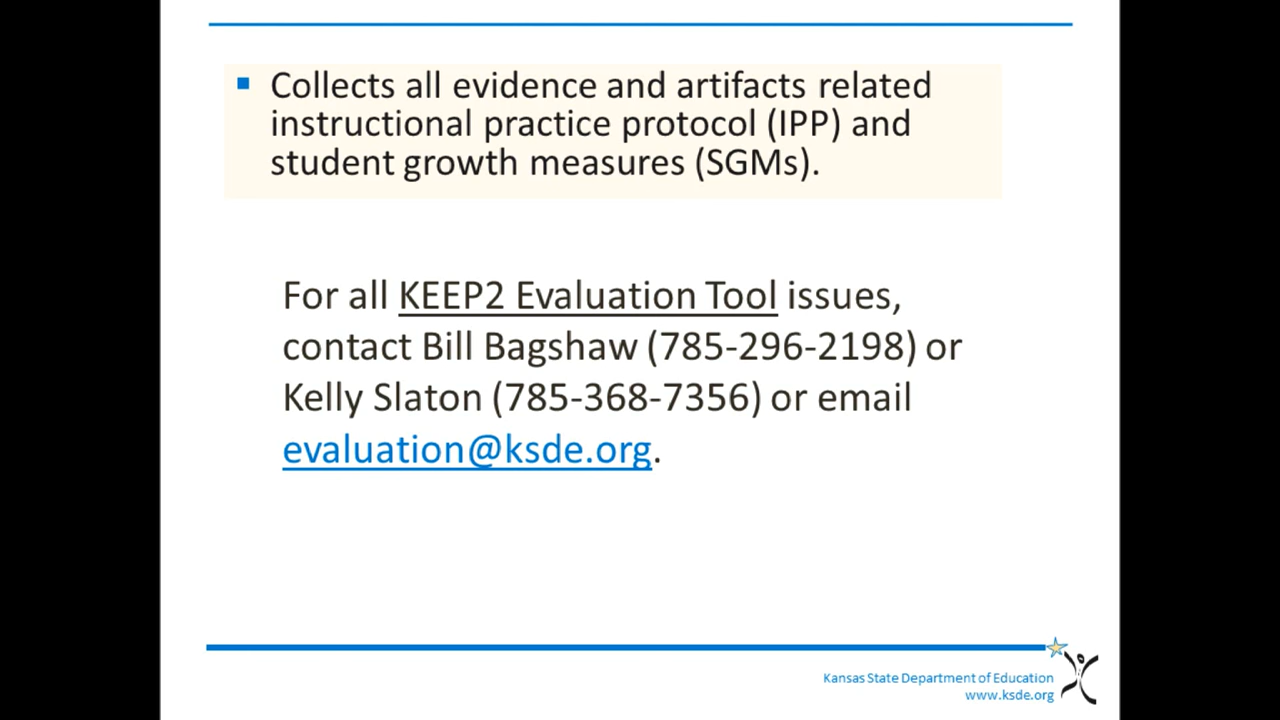 Collects all evidence and artifacts related
instructional practice protocol (IPP) and
student growth measures (SGMs).
For all KEEP2 Evaluation Tool issues,
contact Bill Bagshaw (785-296-2198) or
Kelly Slaton (785-368-7356) or email
evaluation@ksde.org.
Kansas State Department of Education
www.ksde.org